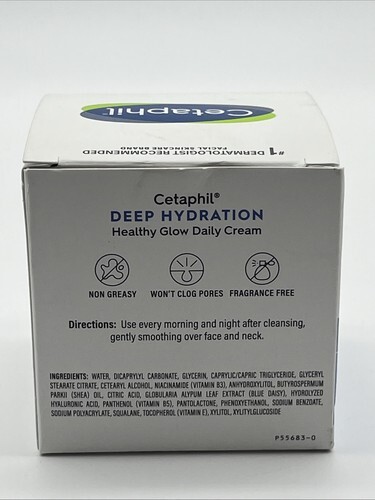 Cetaphil®
#1 DERMATOLOGIST RECOMMENDED
FACIAL SKINCARE BRAND
Cetaphil®
DEEP HYDRATION
Healthy Glow Daily Cream
NON GREASY
WON'T CLOG PORES
FRAGRANCE FREE
Directions: Use every morning and night after cleansing,
gently smoothing over face and neck.
INGREDIENTS: WATER, DICAPRYLYL CARBONATE, GLYCERIN, CAPRYLIC/CAPRIC TRIGLYCERIDE, GLYCERYL
STEARATE CITRATE, CETEARYL ALCOHOL, NIACINAMIDE (VITAMIN B3), ANHYDROXYLITOL, BUTYROSPERMUM
PARKII (SHEA) OIL, CITRIC ACID, GLOBULARIA ALYPUM LEAF EXTRACT (BLUE DAISY), HYDROLYZED
HYALURONIC ACID, PANTHENOL (VITAMIN B5), PANTOLACTONE, PHENOXYETHANOL, SODIUM BENZOATE,
SODIUM POLYACRYLATE, SQUALANE, TOCOPHEROL (VITAMIN E), XYLITOL, XYLITYLGLUCOSIDE
P55683-0